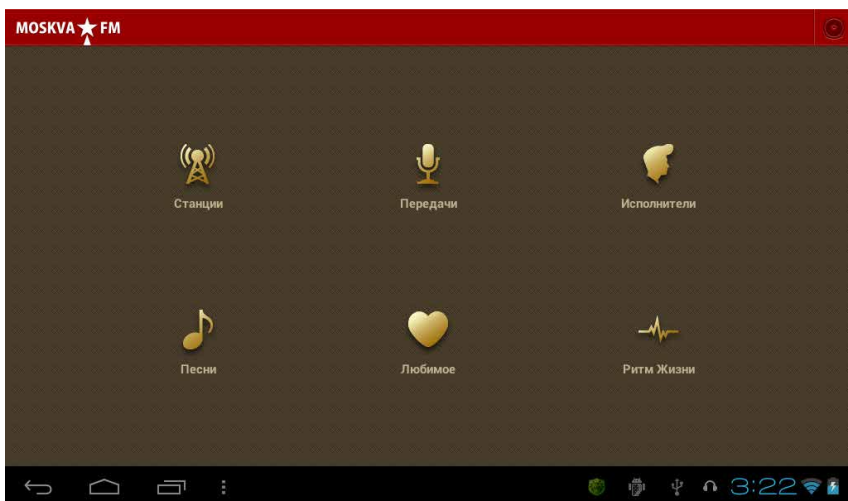 MOSKVA FM
Станции
Передачи
Исполнители
Песни
Любимое
Ритм Жизни
3:22